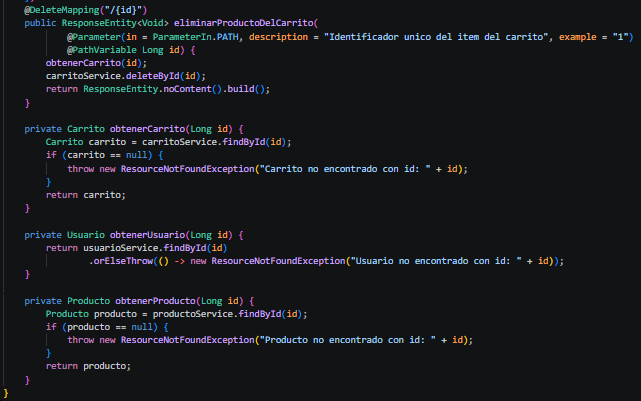 @DeleteMapping("/{id}")
public ResponseEntity<Void> eliminarProductoDelCarrito(
@Parameter(in = ParameterIn.PATH, description = "Identificador unico del item del carrito", example = "1")
@PathVariable Long id) {
obtenerCarrito(id);
carritoService.deleteById(id);
return ResponseEntity.noContent().build();
}
private Carrito obtenerCarrito(Long id) {
Carrito carrito = carritoService.findById(id);
if (carrito == null) {
throw new ResourceNotFoundException("Carrito no encontrado con id: " + id);
}
return carrito;
}
private Usuario obtenerUsuario(Long id) {
return usuarioService.findById(id)
.orElseThrow(() -> new ResourceNotFoundException("Usuario no encontrado con id: " + id));
}
private Producto obtenerProducto(Long id) {
Producto producto = productoService.findById(id);
if (producto == null) {
throw new ResourceNotFoundException("Producto no encontrado con id: " + id);
}
return producto;
}
}